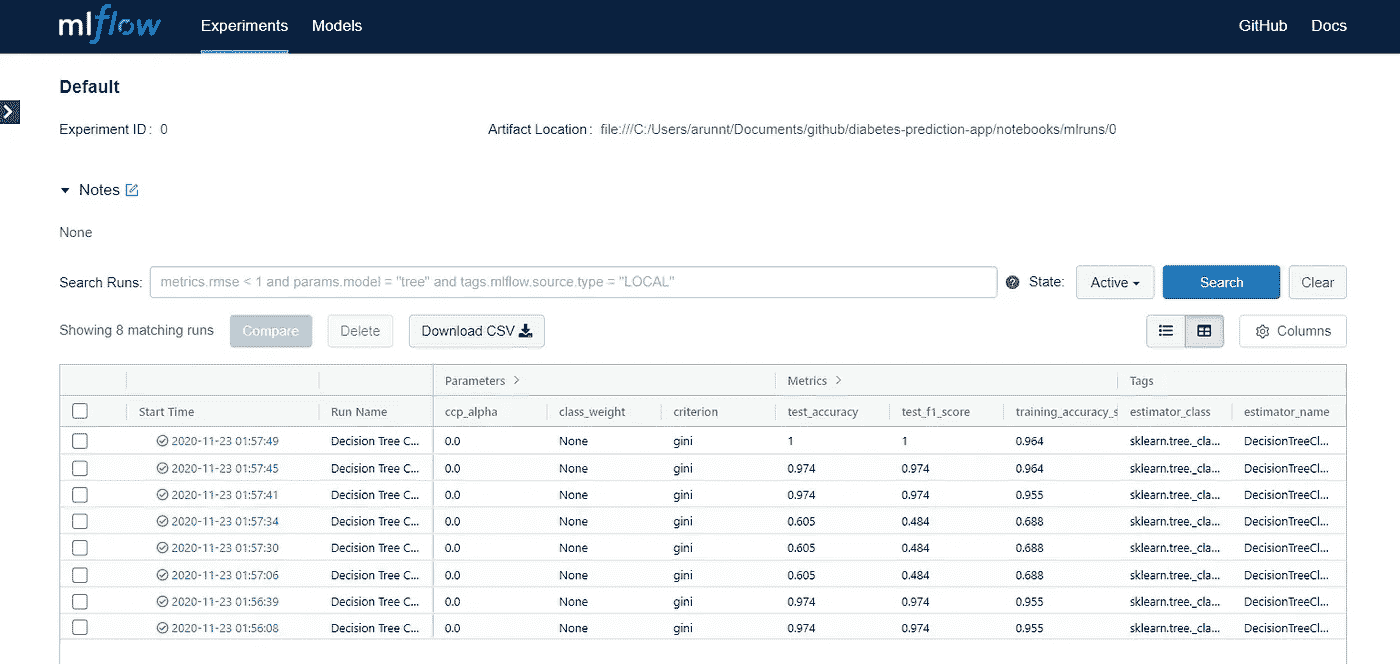 mlflow Experiments Models GitHub Docs
Default
Experiment ID: 0 Artifact Location: file:///C:/Users/arunnt/Documents/github/diabetes-prediction-app/notebooks/mlruns/0
Notes
None
Search Runs: metrics.rmse < 1 and params.model = "tree" and tags.mlflow.source.type = "LOCAL" ? State: Active Search Clear
Showing 8 matching runs Compare Delete Download CSV Columns
Parameters > Metrics > Tags
Start Time Run Name ccp_alpha class_weight criterion test_accuracy test_f1_score training_accuracy_s estimator_class estimator_name
2020-11-23 01:57:49 Decision Tree C... 0.0 None gini 1 1 0.964 sklearn.tree._cla... DecisionTreeCl...
2020-11-23 01:57:45 Decision Tree C... 0.0 None gini 0.974 0.974 0.964 sklearn.tree._cla... DecisionTreeCl...
2020-11-23 01:57:41 Decision Tree C... 0.0 None gini 0.974 0.974 0.955 sklearn.tree._cla... DecisionTreeCl...
2020-11-23 01:57:34 Decision Tree C... 0.0 None gini 0.605 0.484 0.688 sklearn.tree._cla... DecisionTreeCl...
2020-11-23 01:57:30 Decision Tree C... 0.0 None gini 0.605 0.484 0.688 sklearn.tree._cla... DecisionTreeCl...
2020-11-23 01:57:06 Decision Tree C... 0.0 None gini 0.605 0.484 0.688 sklearn.tree._cla... DecisionTreeCl...
2020-11-23 01:56:39 Decision Tree C... 0.0 None gini 0.974 0.974 0.955 sklearn.tree._cla... DecisionTreeCl...
2020-11-23 01:56:08 Decision Tree C... 0.0 None gini 0.974 0.974 0.955 sklearn.tree._cla... DecisionTreeCl...